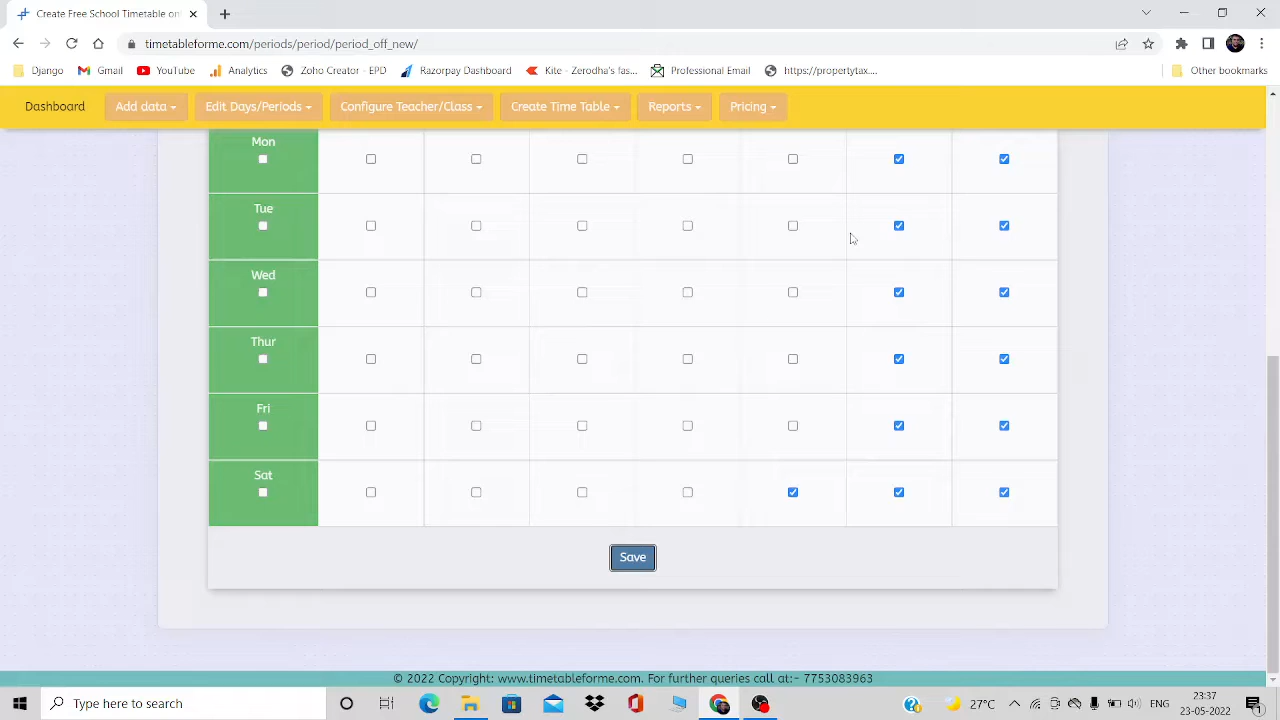 Create Free School Timetable or
timetableforme.com/periods/period/period_off_new/
Django
Gmail
YouTube
Analytics
Zoho Creator - EPD
Razorpay Dashboard
Kite - Zerodha's fas...
Professional Email
https://propertytax....
Other bookmarks
Dashboard
Add data
Edit Days/Periods
Configure Teacher/Class
Create Time Table
Reports
Pricing
Mon
Tue
Wed
Thur
Fri
Sat
Save
© 2022 Copyright: www.timetableforme.com. For further queries call at:- 7753083963
Type here to search
27°C
ENG
23:37
23-05-2022